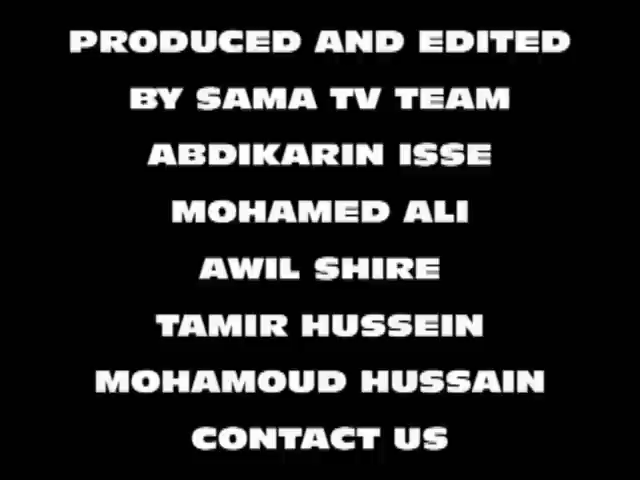 PRODUCED AND EDITED
BY SAMA TV TEAM
ABDIKARIN ISSE
MOHAMED ALI
AWIL SHIRE
TAMIR HUSSEIN
MOHAMOUD HUSSAIN
CONTACT US